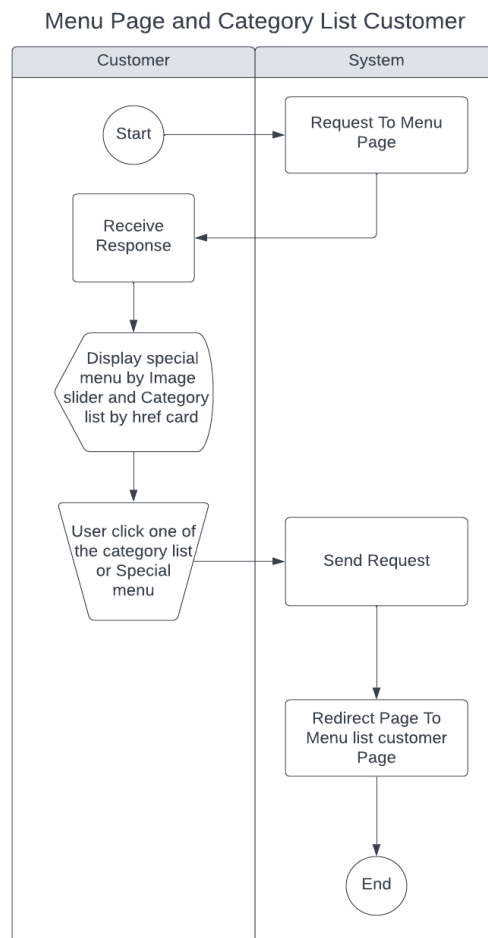 Menu Page and Category List Customer
Customer
System
Start
Request To Menu
Page
Receive
Response
Display special
menu by Image
slider and Category
list by href card
User click one of
the category list
or Special
menu
Send Request
Redirect Page To
Menu list customer
Page
End